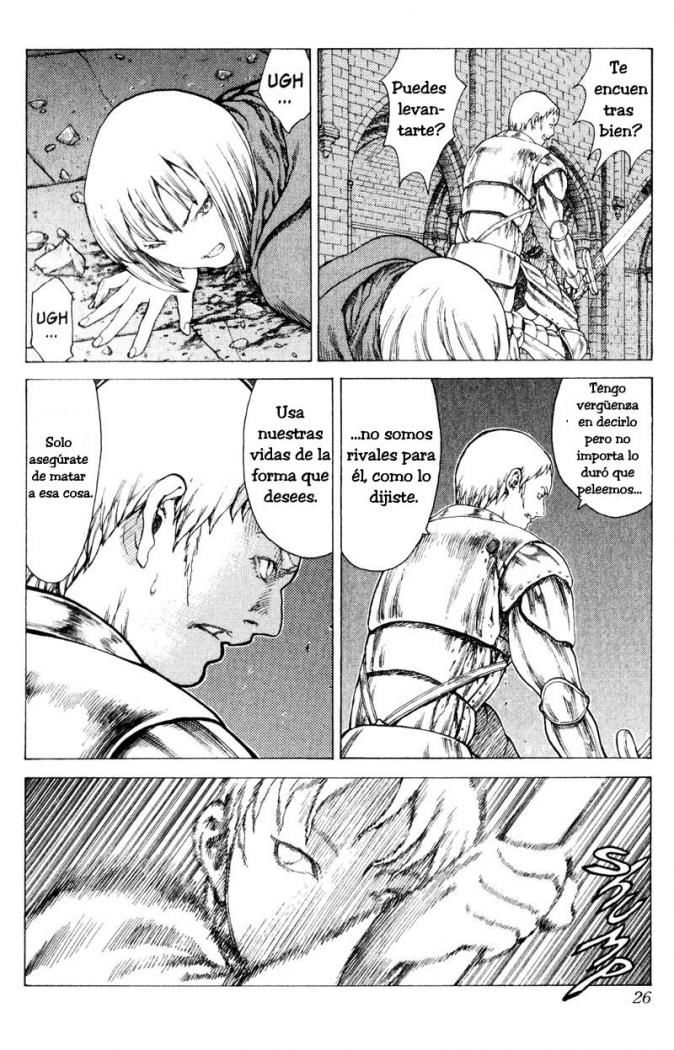 Te
encuen
tras
bien?
Puedes
levan-
tarte?
UGH
...
UGH
...
Tengo
vergüenza
en decirlo
pero no
importa lo
duró que
peleemos...
...no somos
rivales para
él, como lo
dijiste.
Usa
nuestras
vidas de la
forma que
desees.
Solo
asegúrate
de matar
a esa cosa.
SHUMP
26